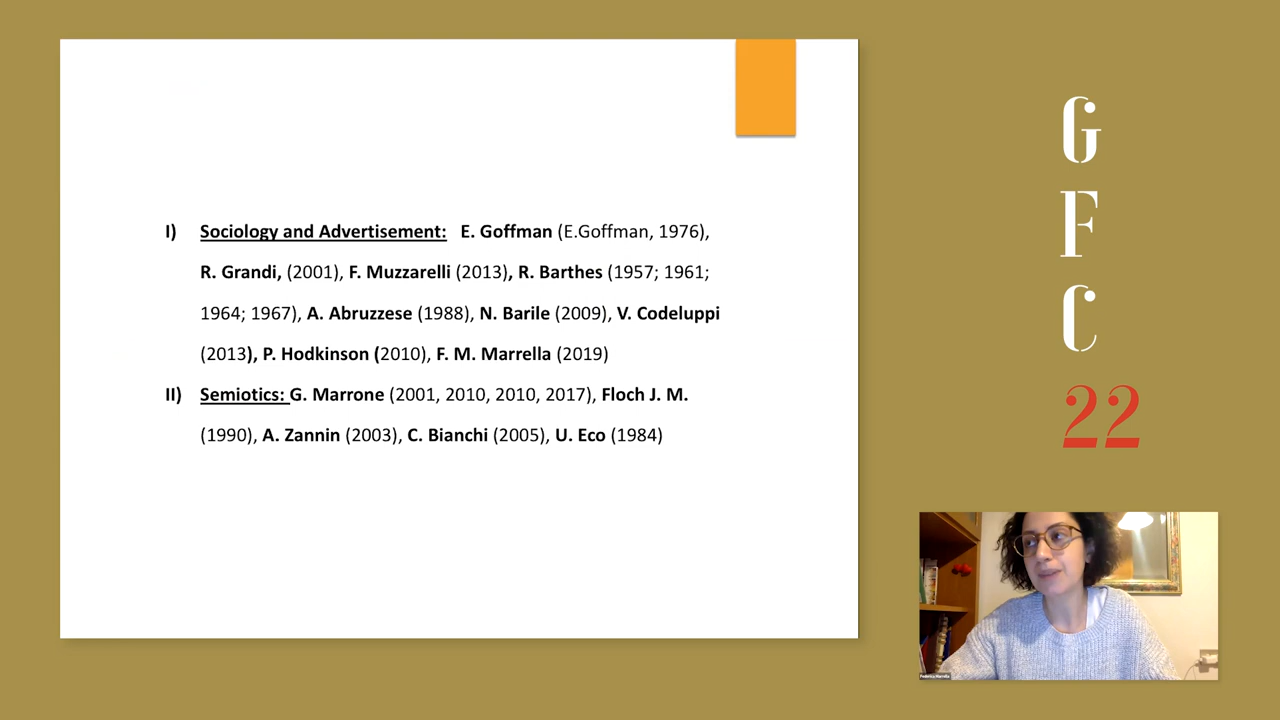 I) Sociology and Advertisement: E. Goffman (E.Goffman, 1976),
R. Grandi, (2001), F. Muzzarelli (2013), R. Barthes (1957; 1961;
1964; 1967), A. Abruzzese (1988), N. Barile (2009), V. Codeluppi
(2013), P. Hodkinson (2010), F. M. Marrella (2019)
II) Semiotics: G. Marrone (2001, 2010, 2010, 2017), Floch J. M.
(1990), A. Zannin (2003), C. Bianchi (2005), U. Eco (1984)
G
F
C
22
Federica Marrella